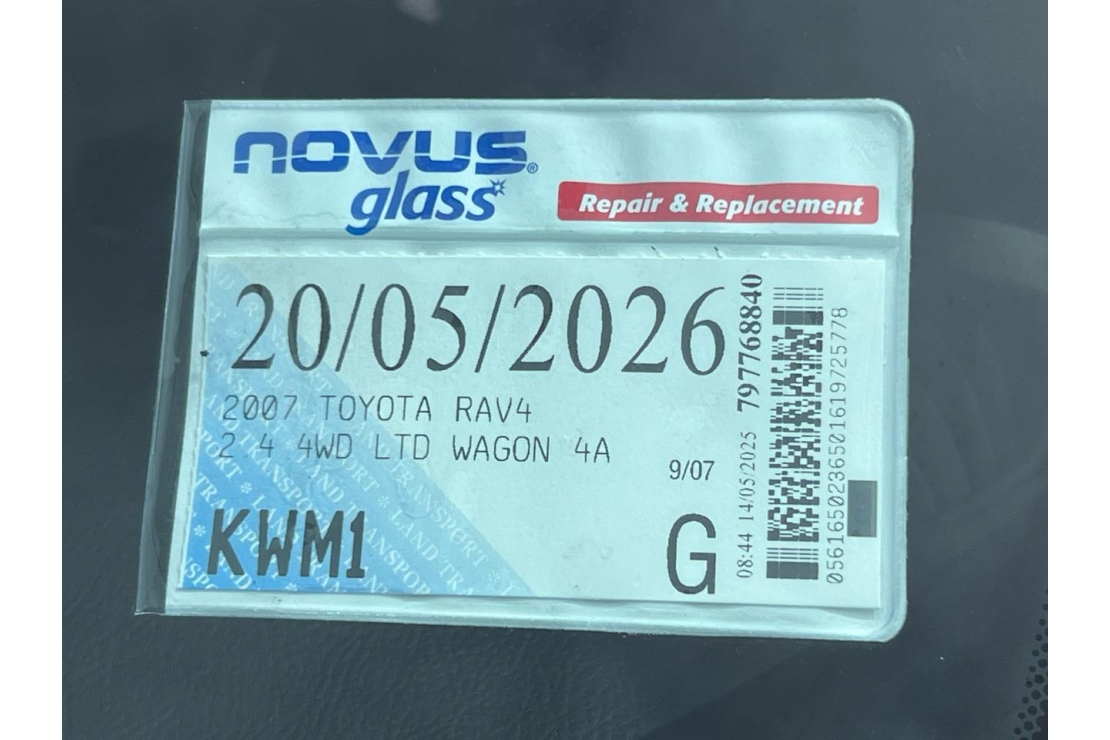 novus®
glass
Repair & Replacement
20/05/2026
2007 TOYOTA RAV4
2.4 4WD LTD WAGON 4A
9/07
KWM1
G
08:44 14/05/2025 797768840
0561650236501619725778